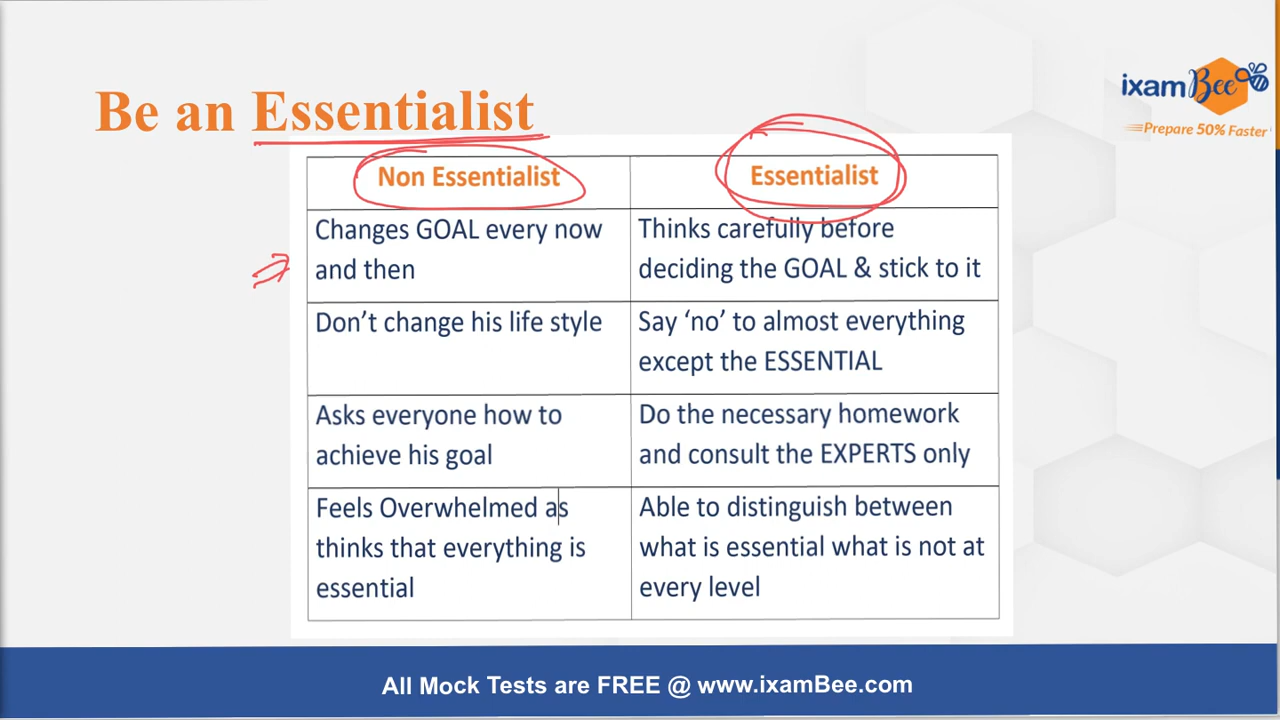 Be an Essentialist
ixamBee
Prepare 50% Faster
Non Essentialist
Essentialist
Changes GOAL every now
and then
Thinks carefully before
deciding the GOAL & stick to it
Don’t change his life style
Say ‘no’ to almost everything
except the ESSENTIAL
Asks everyone how to
achieve his goal
Do the necessary homework
and consult the EXPERTS only
Feels Overwhelmed as
thinks that everything is
essential
Able to distinguish between
what is essential what is not at
every level
All Mock Tests are FREE @ www.ixamBee.com